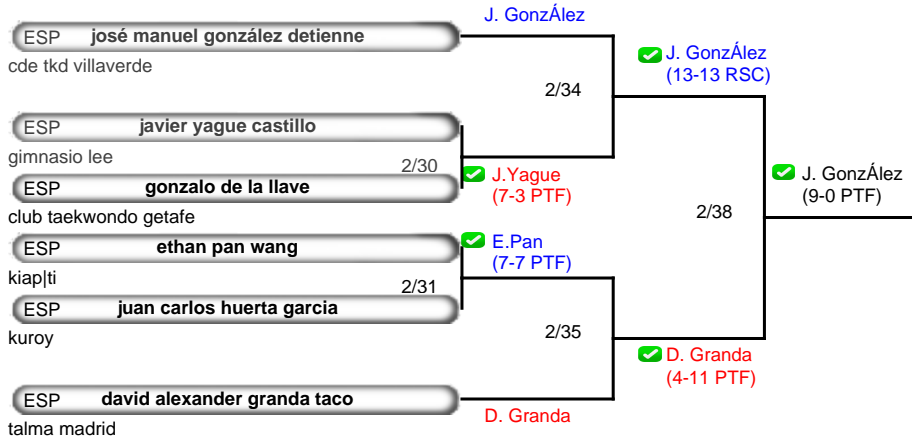 J. GonzÁlez
ESP josé manuel gonzález detienne
cde tkd villaverde
J. GonzÁlez
(13-13 RSC)
2/34
ESP javier yague castillo
gimnasio lee
2/30
J.Yague
(7-3 PTF)
ESP gonzalo de la llave
club taekwondo getafe
J. GonzÁlez
(9-0 PTF)
2/38
ESP ethan pan wang
kiap|ti
E.Pan
(7-7 PTF)
2/31
ESP juan carlos huerta garcia
kuroy
2/35
D. Granda
(4-11 PTF)
ESP david alexander granda taco
talma madrid
D. Granda